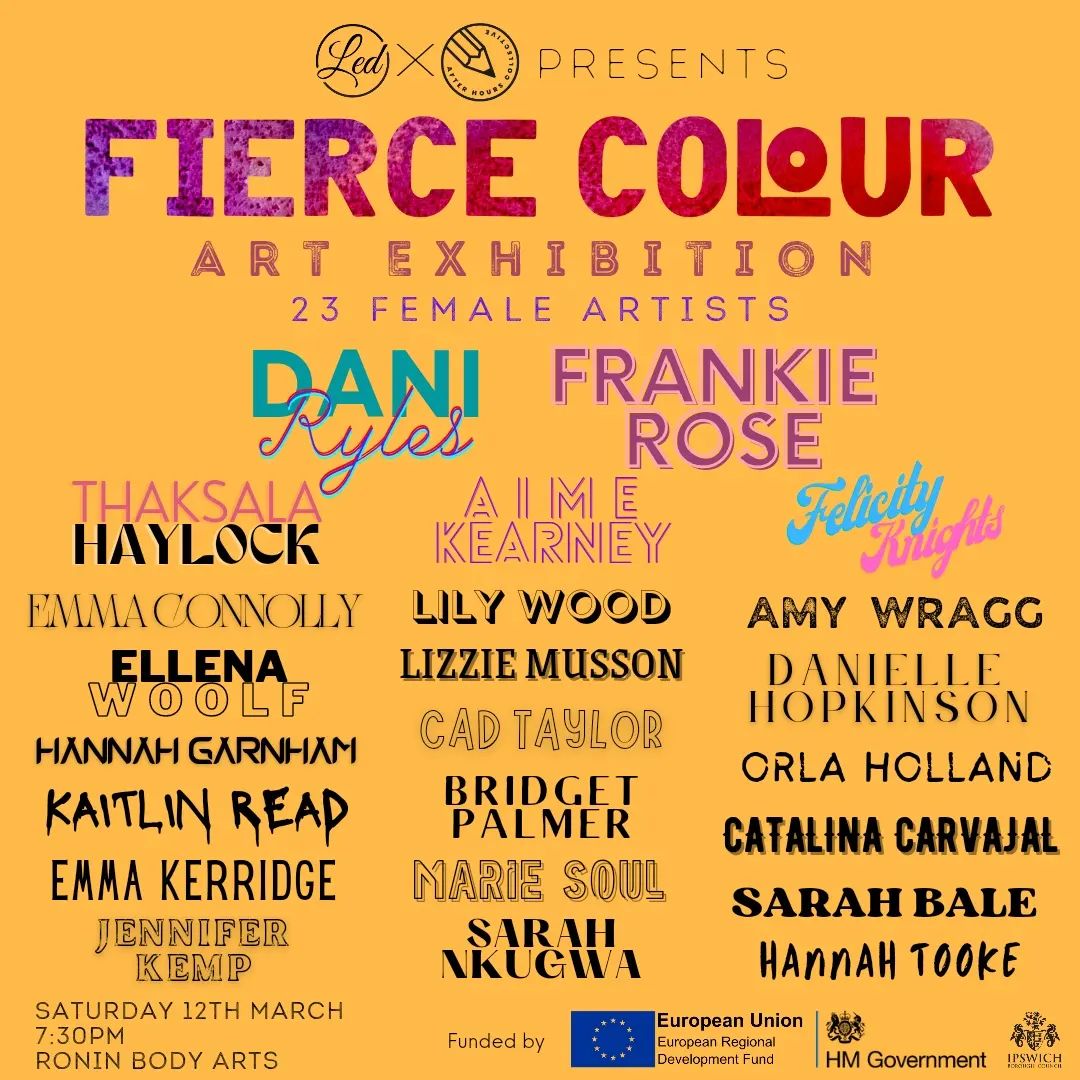 Led X AFTER HOURS COLLECTIVE PRESENTS
FIERCE COLOUR
ART EXHIBITION
23 FEMALE ARTISTS
DANI
Ryles
FRANKIE
ROSE
THAKSALA
HAYLOCK
AIME
KEARNEY
Felicity
Knights
EMMA CONNOLLY
LILY WOOD
AMY WRAGG
ELLENA
WOOLF
LIZZIE MUSSON
DANIELLE
HOPKINSON
HANNAH GARNHAM
CAD TAYLOR
ORLA HOLLAND
KAITLIN READ
BRIDGET
PALMER
CATALINA CARVAJAL
EMMA KERRIDGE
MARIE SOUL
SARAH BALE
JENNIFER
KEMP
SARAH
NKUGWA
HAnnAH TOOKE
SATURDAY 12TH MARCH
7:30PM
RONIN BODY ARTS
Funded by
European Union
European Regional
Development Fund
HM Government
IPSWICH
BOROUGH COUNCIL